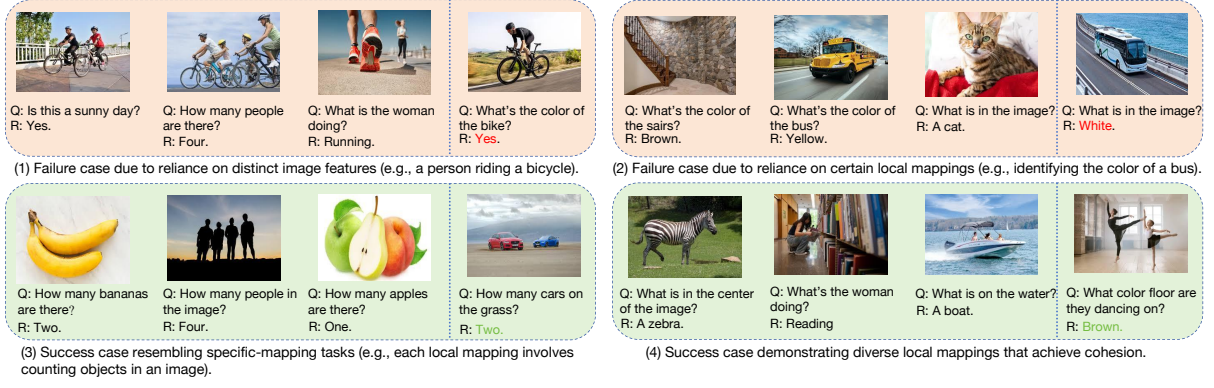 Q: Is this a sunny day?
R: Yes.
Q: How many people
are there?
R: Four.
Q: What is the woman
doing?
R: Running.
Q: What's the color of
the bike?
R: Yes.
(1) Failure case due to reliance on distinct image features (e.g., a person riding a bicycle).
Q: What's the color of
the sairs?
R: Brown.
Q: What's the color of
the bus?
R: Yellow.
Q: What is in the image?
R: A cat.
Q: What is in the image?
R: White.
(2) Failure case due to reliance on certain local mappings (e.g., identifying the color of a bus).
Q: How many bananas
are there?
R: Two.
Q: How many people in
the image?
R: Four.
Q: How many apples
are there?
R: One.
Q: How many cars on
the grass?
R: Two.
(3) Success case resembling specific-mapping tasks (e.g., each local mapping involves
counting objects in an image).
Q: What is in the center
of the image?
R: A zebra.
Q: What's the woman
doing?
R: Reading
Q: What is on the water?
R: A boat.
Q: What color floor are
they dancing on?
R: Brown.
(4) Success case demonstrating diverse local mappings that achieve cohesion.